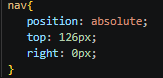 nav{
    position: absolute;
    top: 126px;
    right: 0px;
}